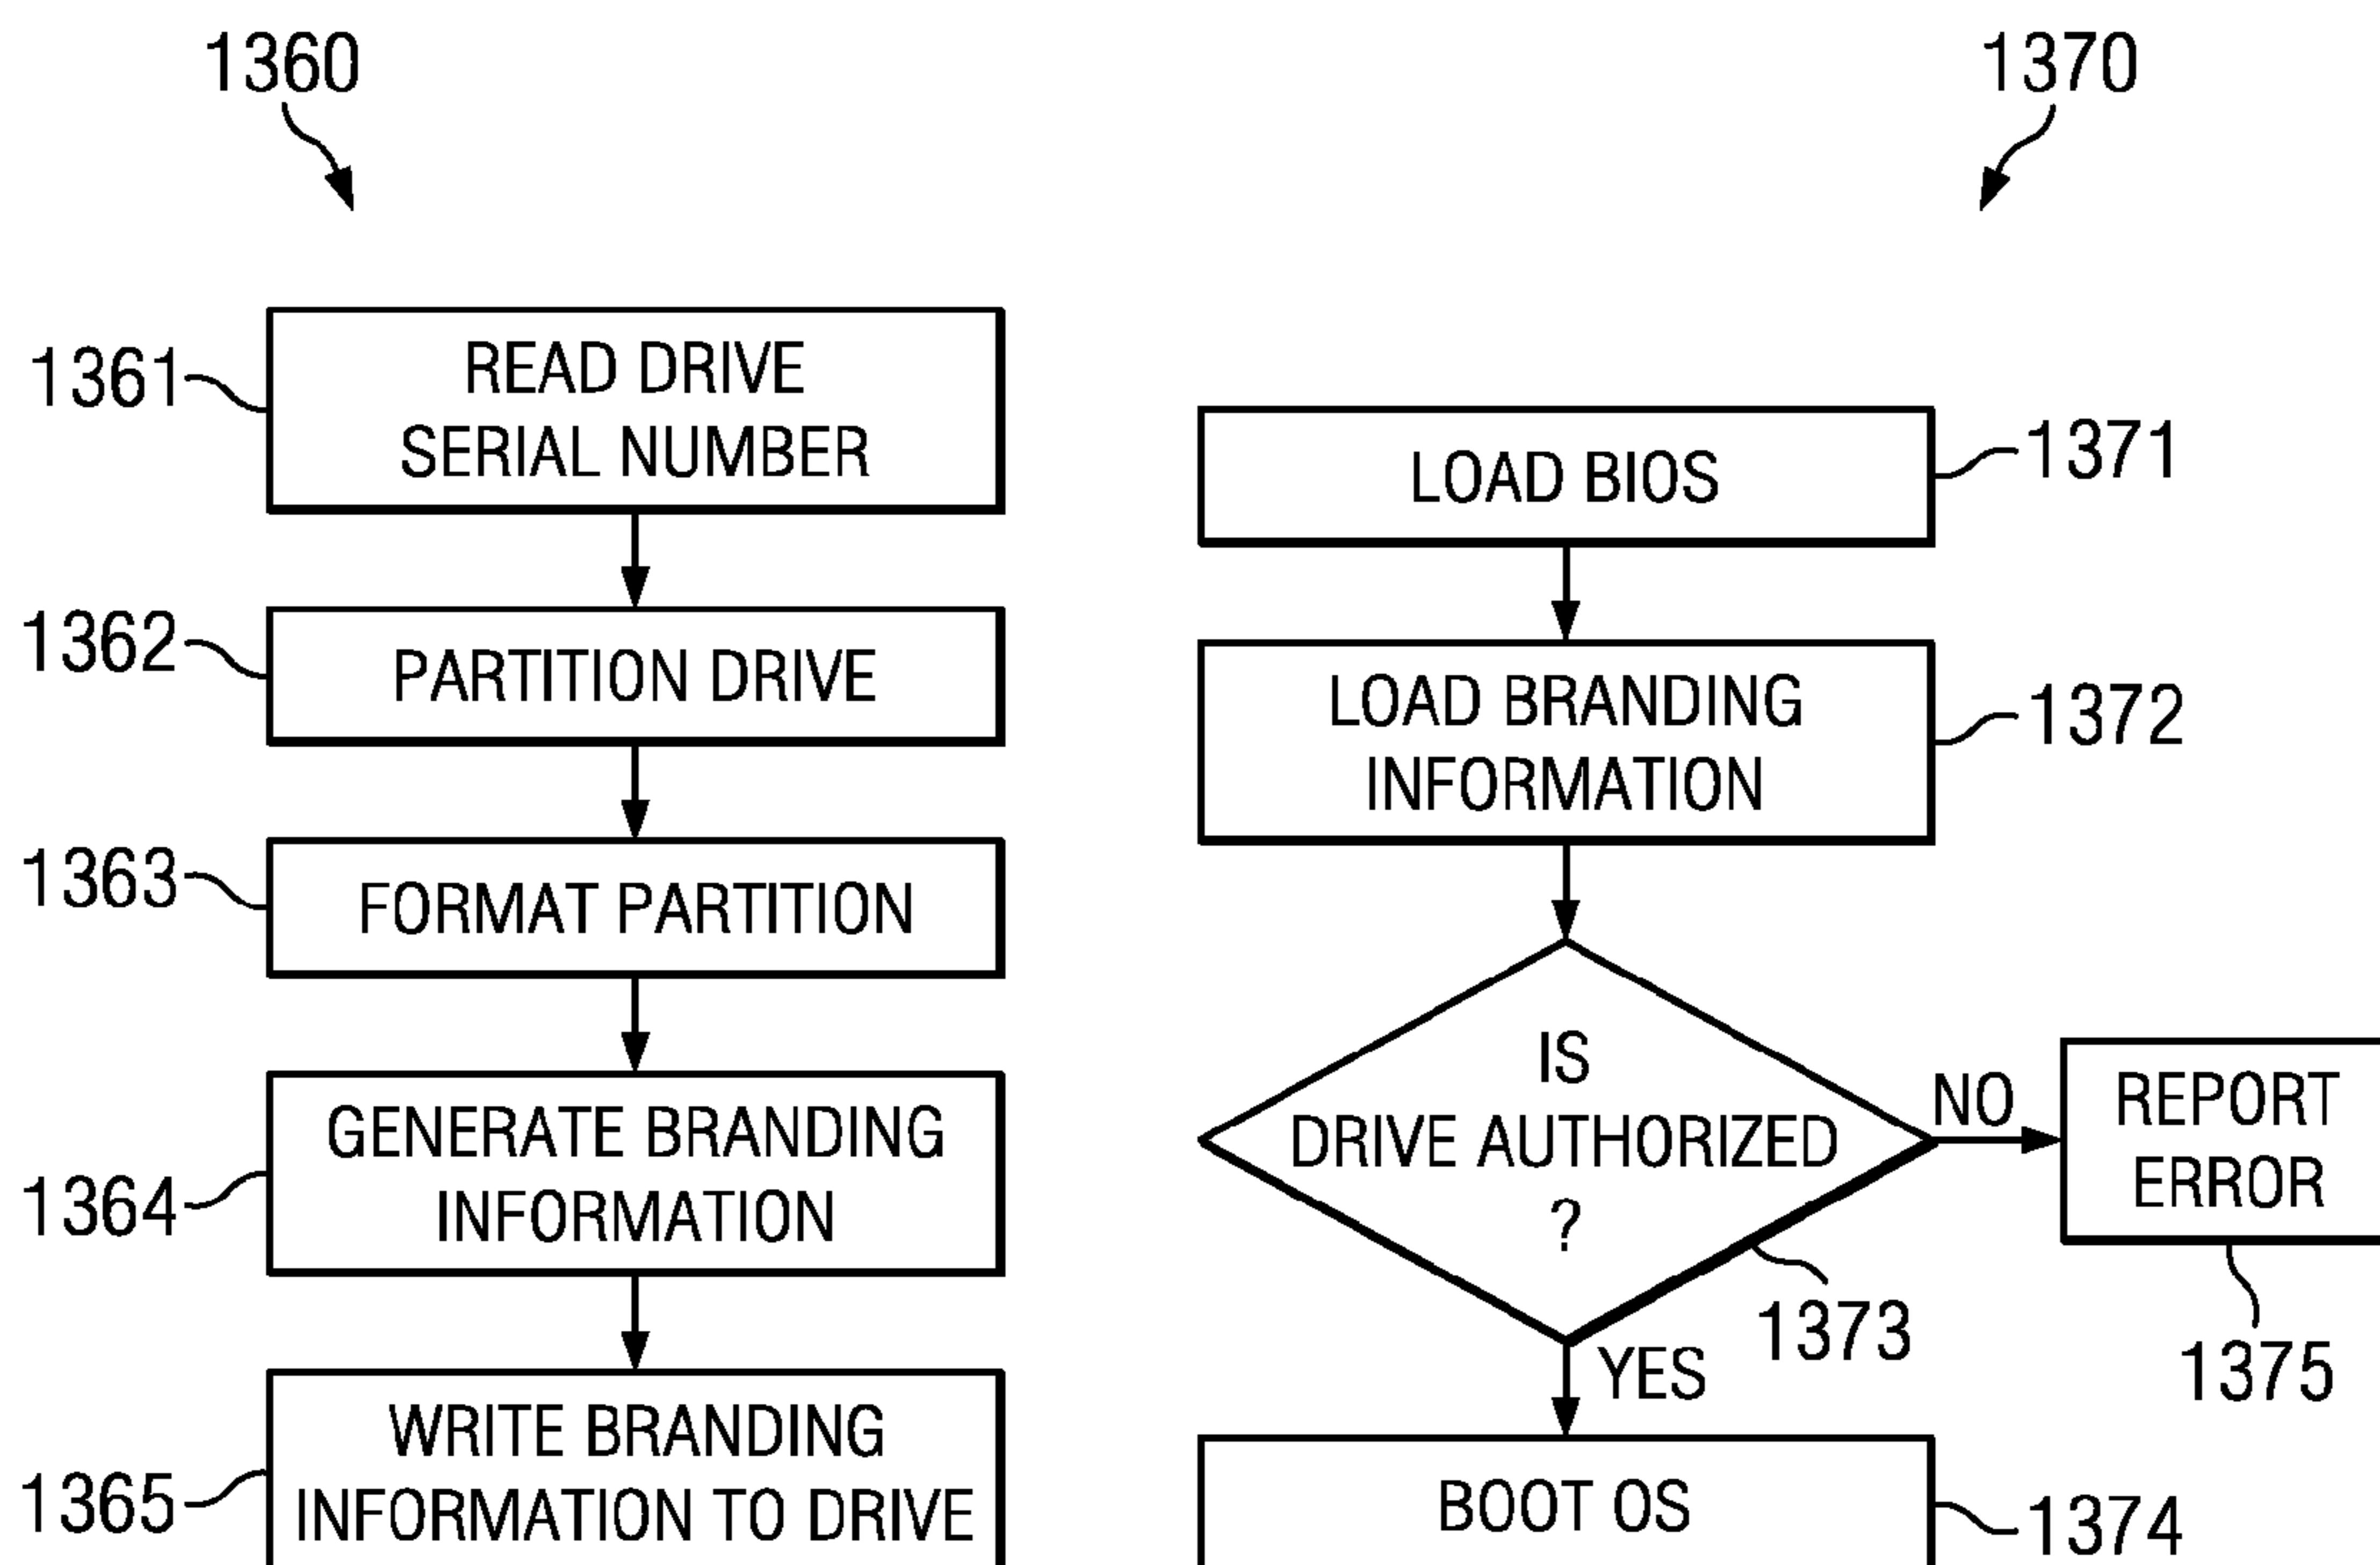 1360
1361
READ DRIVE
SERIAL NUMBER
1362
PARTITION DRIVE
1363
FORMAT PARTITION
1364
GENERATE BRANDING
INFORMATION
1365
WRITE BRANDING
INFORMATION TO DRIVE
1370
LOAD BIOS
1371
LOAD BRANDING
INFORMATION
1372
IS
DRIVE AUTHORIZED
?
1373
NO
REPORT
ERROR
1375
YES
BOOT OS
1374